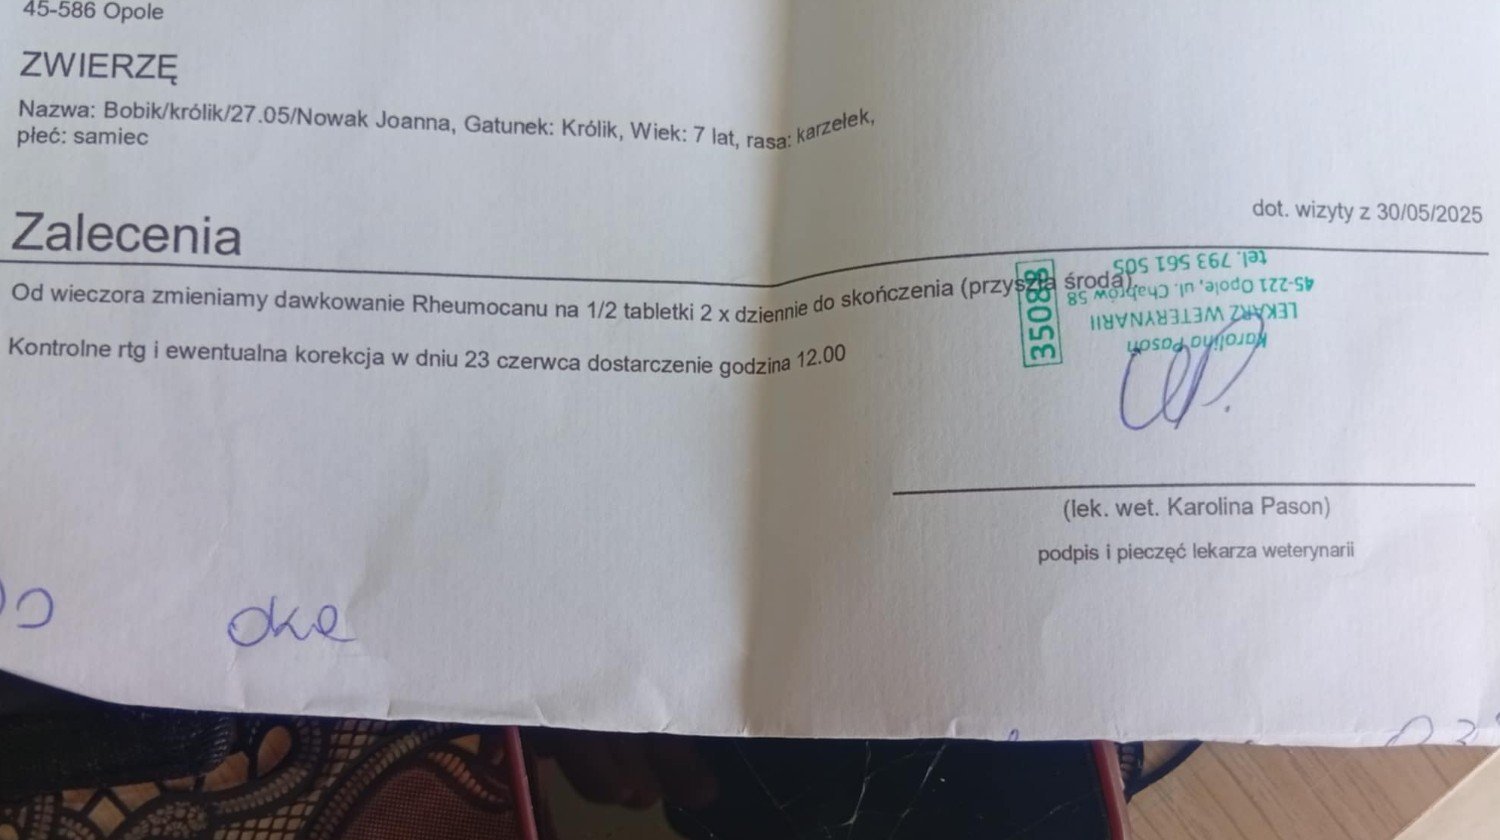 45-586 Opole
ZWIERZĘ
Nazwa: Bobik/królik/27.05/Nowak Joanna, Gatunek: Królik, Wiek: 7 lat, rasa: karzełek,
płeć: samiec
dot. wizyty z 30/05/2025
Zalecenia
Od wieczora zmieniamy dawkowanie Rheumocanu na 1/2 tabletki 2 x dziennie do skończenia (przyszła środa)
Kontrolne rtg i ewentualna korekcja w dniu 23 czerwca dostarczenie godzina 12.00
Karolina Pason
LEKARZ WETERYNARII
45-221 Opole, ul. Chabrów 58
tel. 793 561 505
35088
(lek. wet. Karolina Pason)
podpis i pieczęć lekarza weterynarii